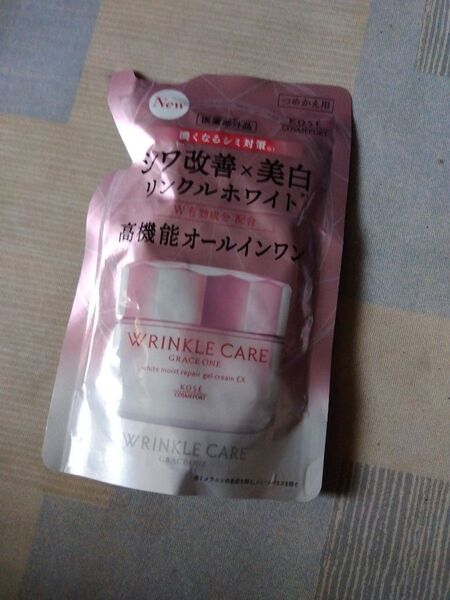 New
つめかえ用
医薬部外品
KOSÉ
COSMEPORT
濃くなるシミ対策※1
シワ改善×美白
リンクルホワイト
W有効成分 配合
高機能オールインワン
WRINKLE CARE
GRACE ONE
white moist repair gel cream EX
KOSÉ
COSMEPORT
WRINKLE CARE
GRACE ONE